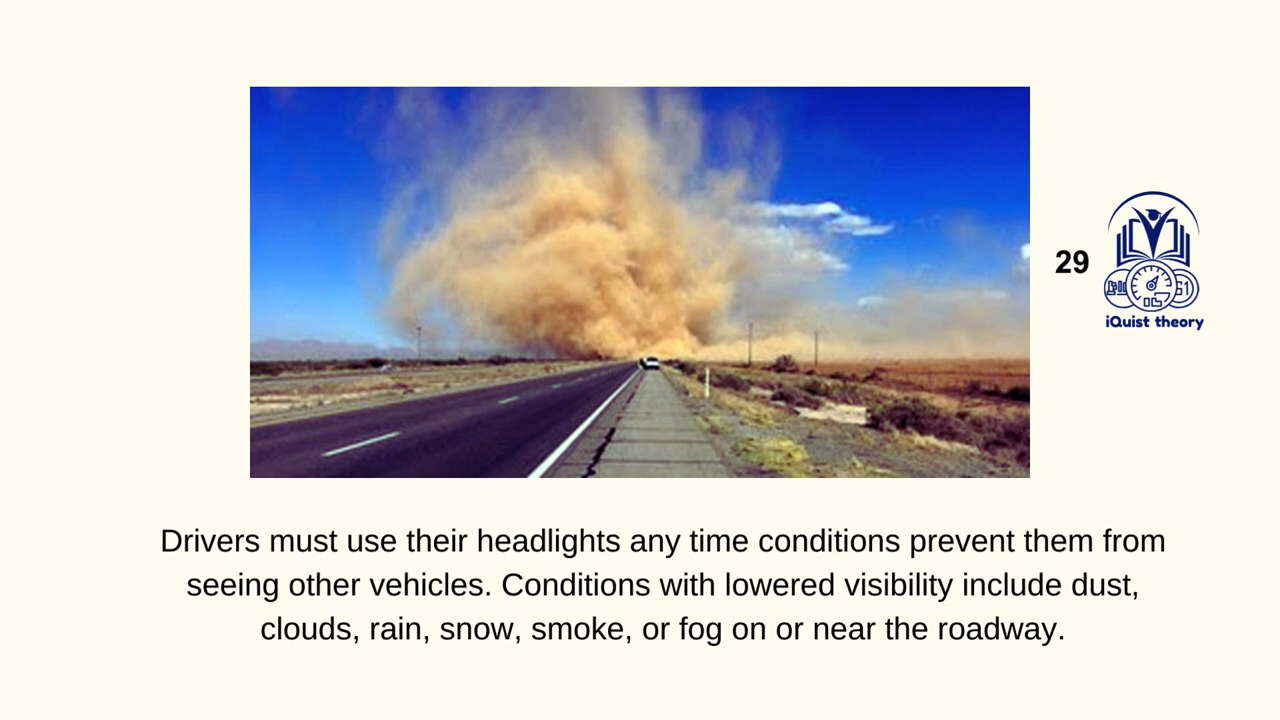 29
iQuist theory
Drivers must use their headlights any time conditions prevent them from
seeing other vehicles. Conditions with lowered visibility include dust,
clouds, rain, snow, smoke, or fog on or near the roadway.